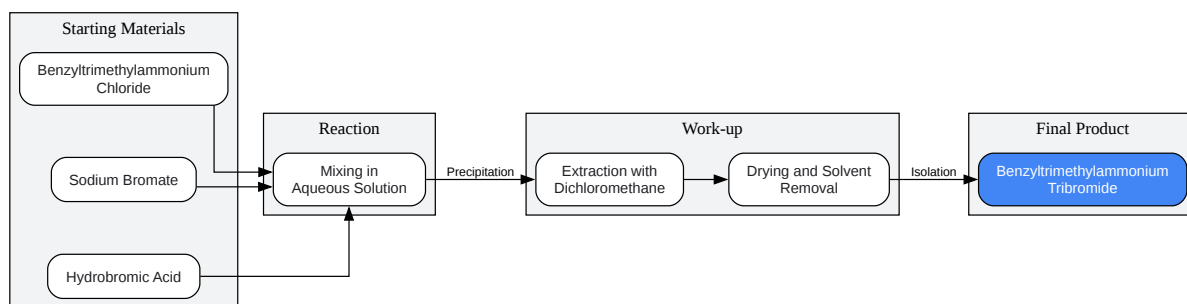 Starting Materials
Benzyltrimethylammonium
Chloride
Sodium Bromate
Hydrobromic Acid
Reaction
Mixing in
Aqueous Solution
Precipitation
Work-up
Extraction with
Dichloromethane
Drying and Solvent
Removal
Isolation
Final Product
Benzyltrimethylammonium
Tribromide